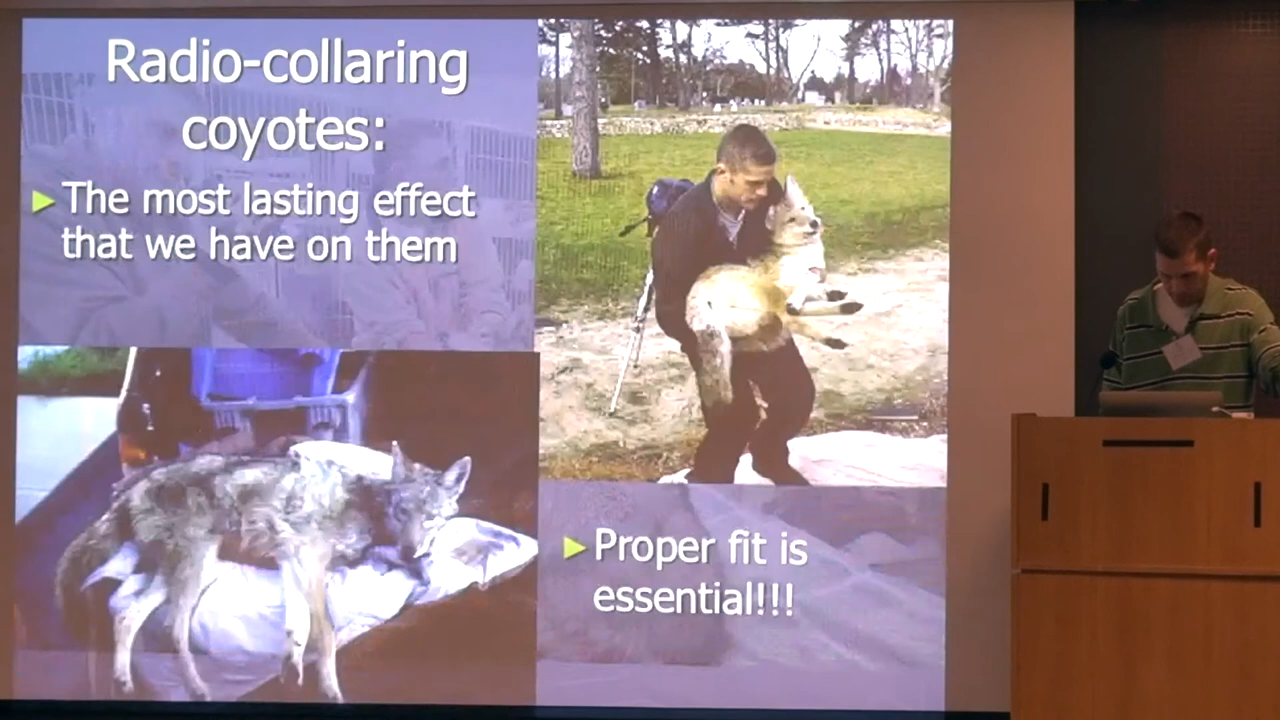 Radio-collaring
coyotes:
The most lasting effect
that we have on them
Proper fit is
essential!!!